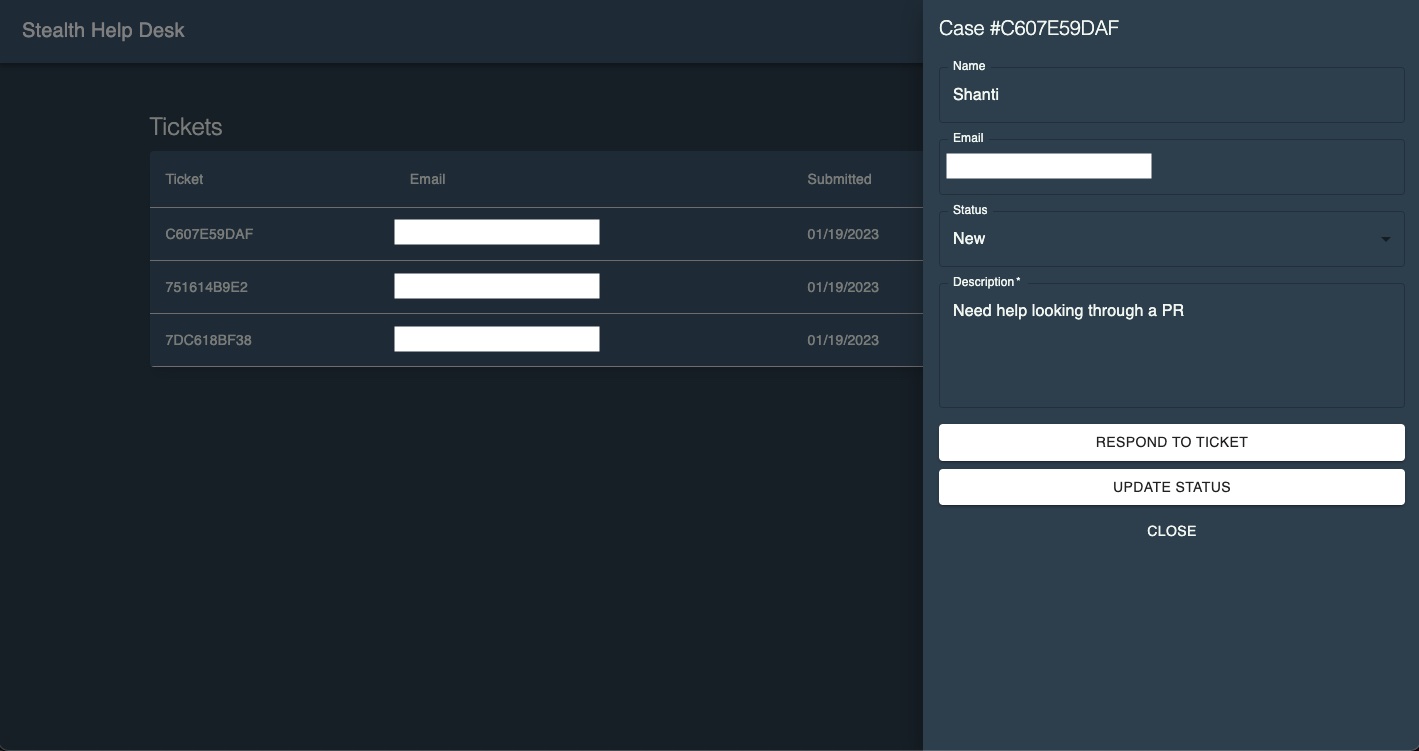 Stealth Help Desk
Tickets
Ticket Email Submitted
C607E59DAF 01/19/2023
751614B9E2 01/19/2023
7DC618BF38 01/19/2023
Case #C607E59DAF
Name
Shanti
Email
Status
New
Description *
Need help looking through a PR
RESPOND TO TICKET
UPDATE STATUS
CLOSE